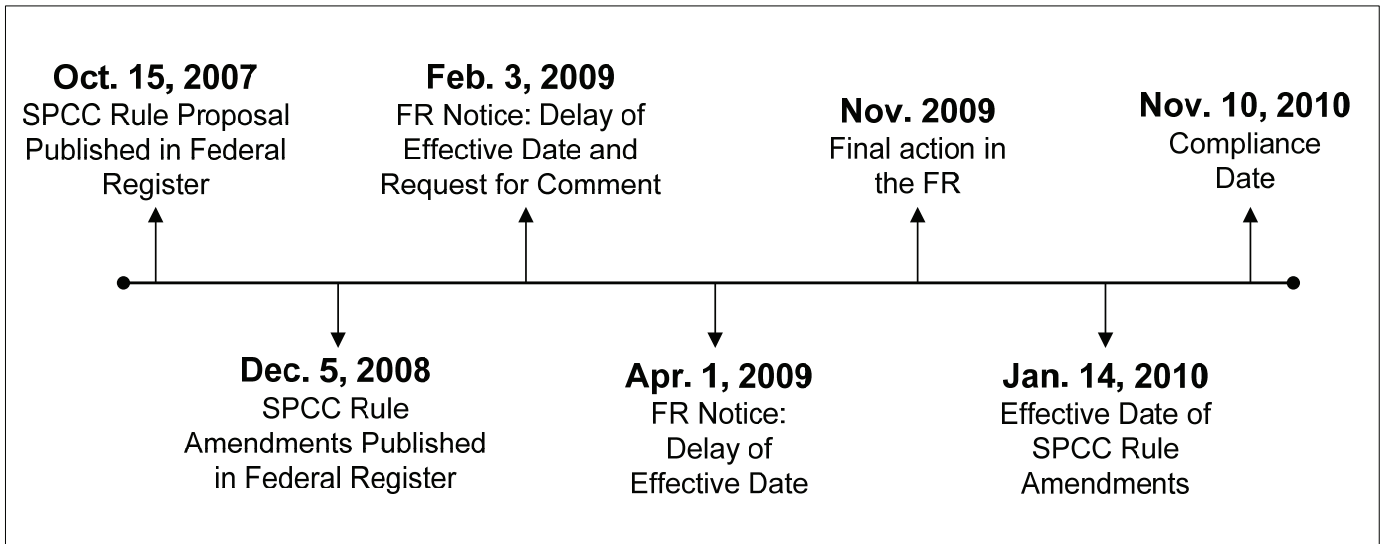 Oct. 15, 2007
SPCC Rule Proposal
Published in Federal
Register
Dec. 5, 2008
SPCC Rule
Amendments Published
in Federal Register
Feb. 3, 2009
FR Notice: Delay of
Effective Date and
Request for Comment
Apr. 1, 2009
FR Notice:
Delay of
Effective Date
Nov. 2009
Final action in
the FR
Jan. 14, 2010
Effective Date of
SPCC Rule
Amendments
Nov. 10, 2010
Compliance
Date